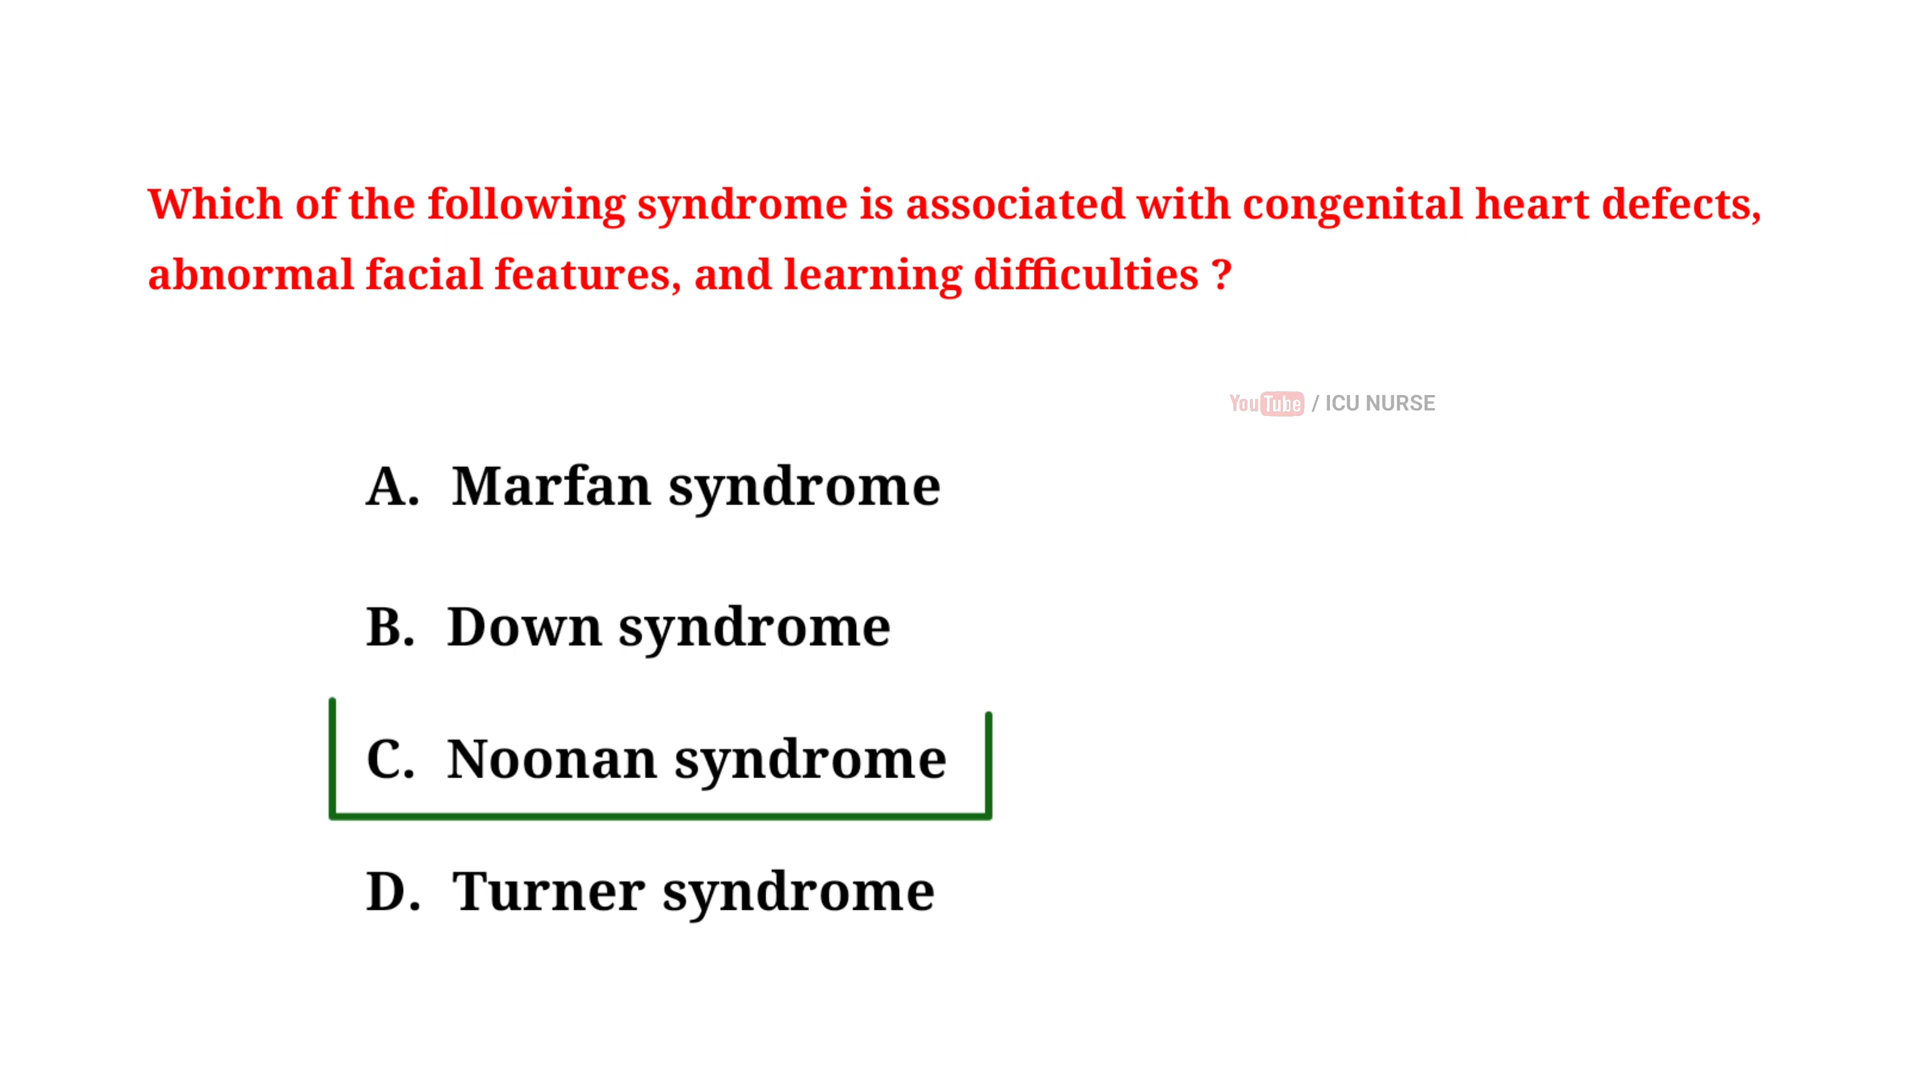 Which of the following syndrome is associated with congenital heart defects,
abnormal facial features, and learning difficulties ?
YouTube / ICU NURSE
A. Marfan syndrome
B. Down syndrome
C. Noonan syndrome
D. Turner syndrome